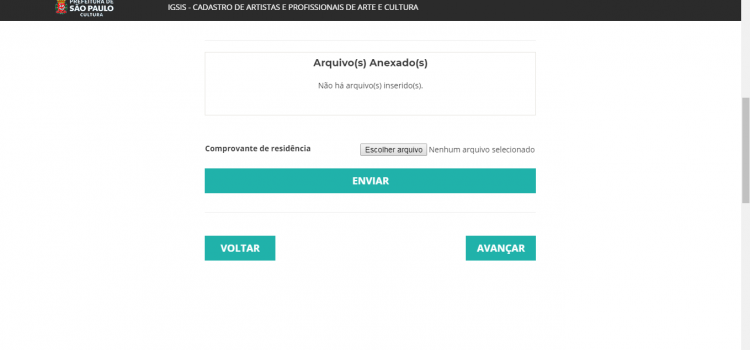 PREFEITURA DE
SÃO PAULO
CULTURA
IGSIS - CADASTRO DE ARTISTAS E PROFISSIONAIS DE ARTE E CULTURA
Arquivo(s) Anexado(s)
Não há arquivo(s) inserido(s).
Comprovante de residência
Escolher arquivo Nenhum arquivo selecionado
ENVIAR
VOLTAR
AVANÇAR